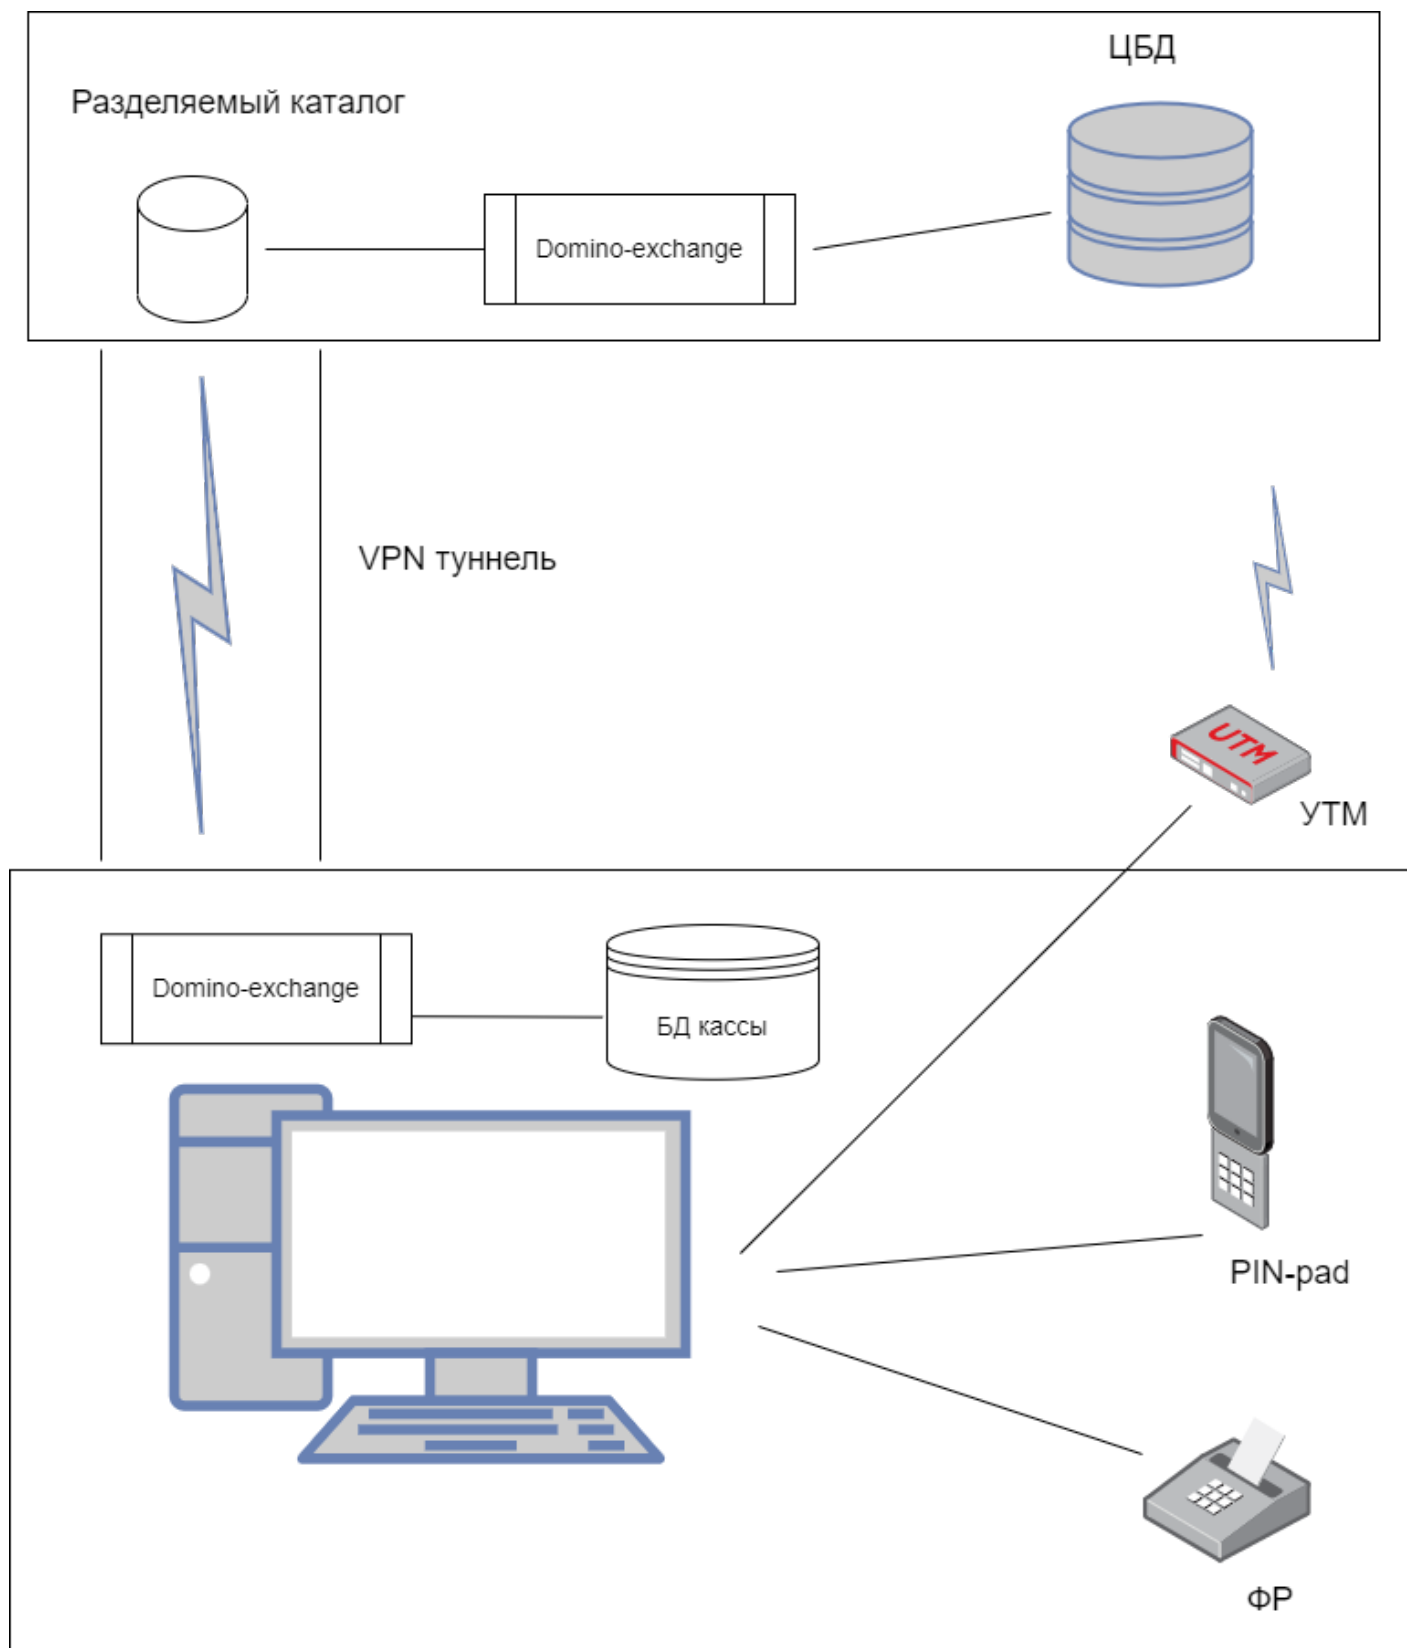 ЦБД
Разделяемый каталог
Domino-exchange
VPN туннель
UTM
УТМ
Domino-exchange
БД кассы
PIN-pad
ФР